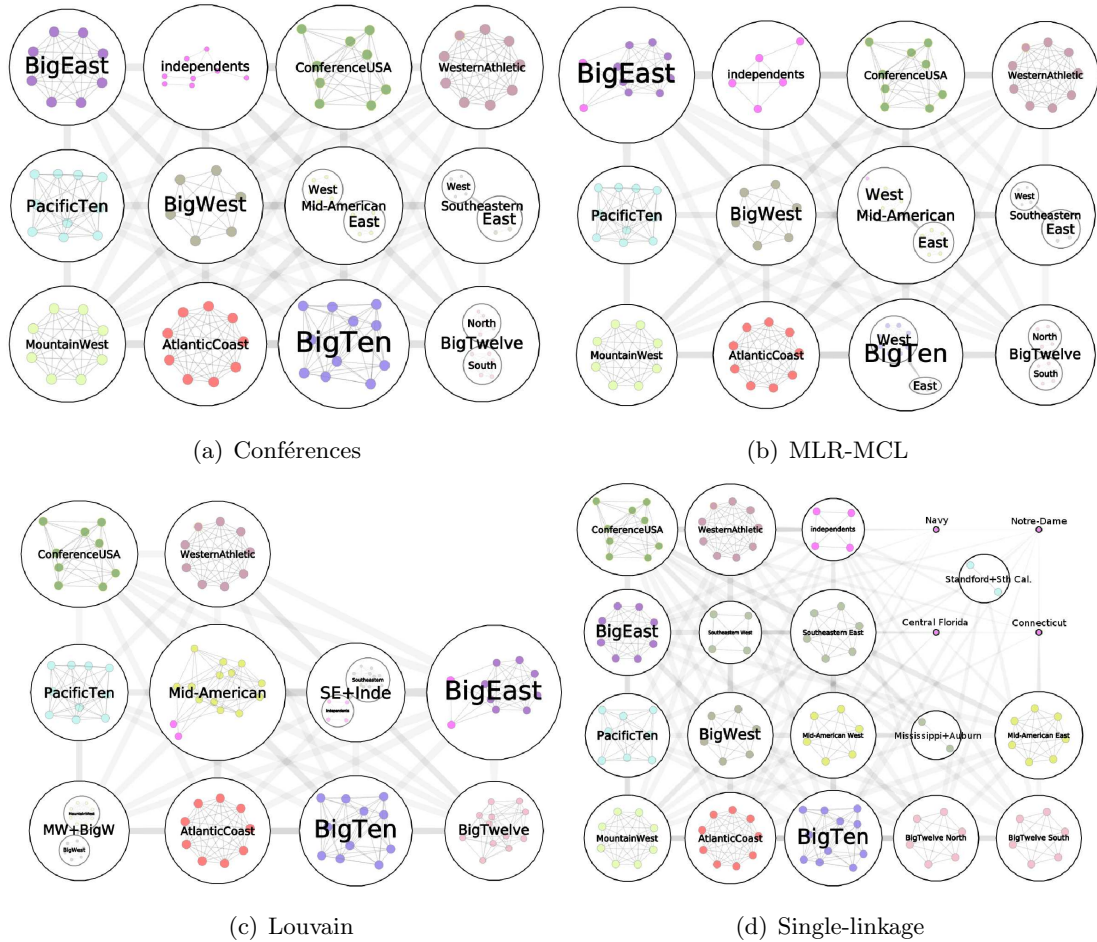 BigEast
independents
ConferenceUSA
WesternAthletic
PacificTen
BigWest
West
Mid-American
East
West
Southeastern
East
MountainWest
AtlanticCoast
BigTen
North
BigTwelve
South
(a) Conférences
BigEast
independents
ConferenceUSA
WesternAthletic
PacificTen
BigWest
West
Mid-American
East
West
Southeastern
East
MountainWest
AtlanticCoast
West
BigTen
East
North
BigTwelve
South
(b) MLR-MCL
ConferenceUSA
WesternAthletic
PacificTen
Mid-American
Southeastern
SE+Inde
Independents
BigEast
MountainWest
MW+BigW
BigWest
AtlanticCoast
BigTen
BigTwelve
(c) Louvain
ConferenceUSA
WesternAthletic
independents
Navy
Notre-Dame
Standford+Sth Cal.
BigEast
Southeastern West
Southeastern East
Central Florida
Connecticut
PacificTen
BigWest
Mid-American West
Mississippi+Auburn
Mid-American East
MountainWest
AtlanticCoast
BigTen
BigTwelve North
BigTwelve South
(d) Single-linkage